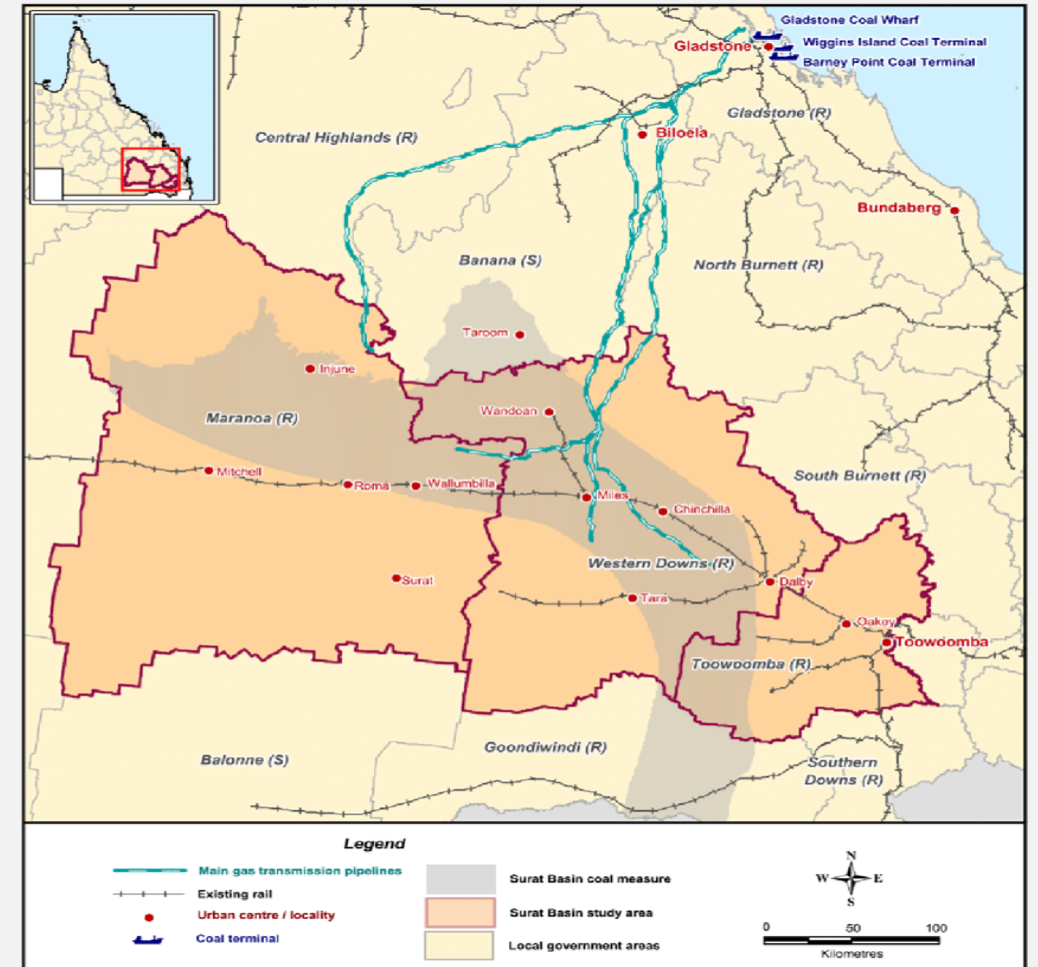 Gladstone Coal Wharf
Gladstone
Wiggins Island Coal Terminal
Barney Point Coal Terminal
Central Highlands (R)
Gladstone (R)
Biloela
Bundaberg
Banana (S)
North Burnett (R)
Taroom
Injune
Maranoa (R)
Wandoan
Mitchell
South Burnett (R)
Roma
Wallumbilla
Miles
Chinchilla
Western Downs (R)
Surat
Dalby
Tara
Oakey
Toowoomba
Toowoomba (R)
Balonne (S)
Goondiwindi (R)
Southern
Downs (R)
Legend
Main gas transmission pipelines
Existing rail
Urban centre / locality
Coal terminal
Surat Basin coal measure
Surat Basin study area
Local government areas
N
W E
S
0 50 100
Kilometres